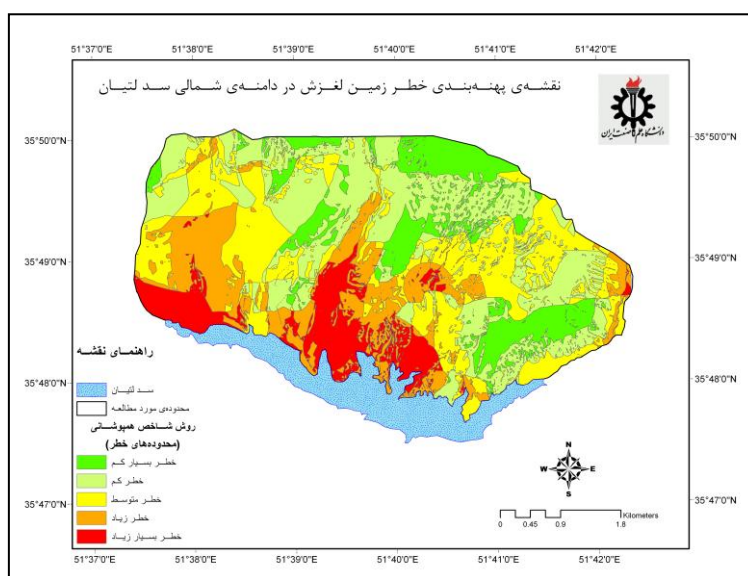 51°37'0"E 51°38'0"E 51°39'0"E 51°40'0"E 51°41'0"E 51°42'0"E
نقشه‌ی پهنه‌بندی خطر زمین لغزش در دامنه‌ی شمالی سد لتیان
دانشگاه علم و صنعت ایران
35°50'0"N 35°50'0"N
35°49'0"N 35°49'0"N
35°48'0"N 35°48'0"N
35°47'0"N 35°47'0"N
راهنمای نقشه
سد لتیان
محدوده‌ی مورد مطالعه
روش شاخص همپوشانی
(محدوده‌های خطر)
خطر بسیار کم
خطر کم
خطر متوسط
خطر زیاد
خطر بسیار زیاد
N
W E
S
Kilometers
0 0.45 0.9 1.8
51°37'0"E 51°38'0"E 51°39'0"E 51°40'0"E 51°41'0"E 51°42'0"E